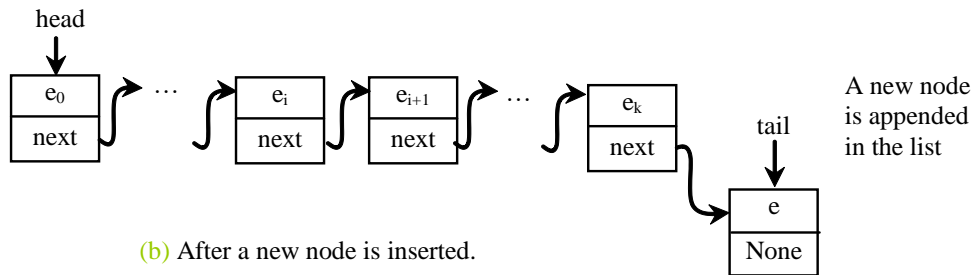 head
e0
next
…
ei
next
ei+1
next
…
ek
next
tail
e
None
A new node
is appended
in the list
(b) After a new node is inserted.